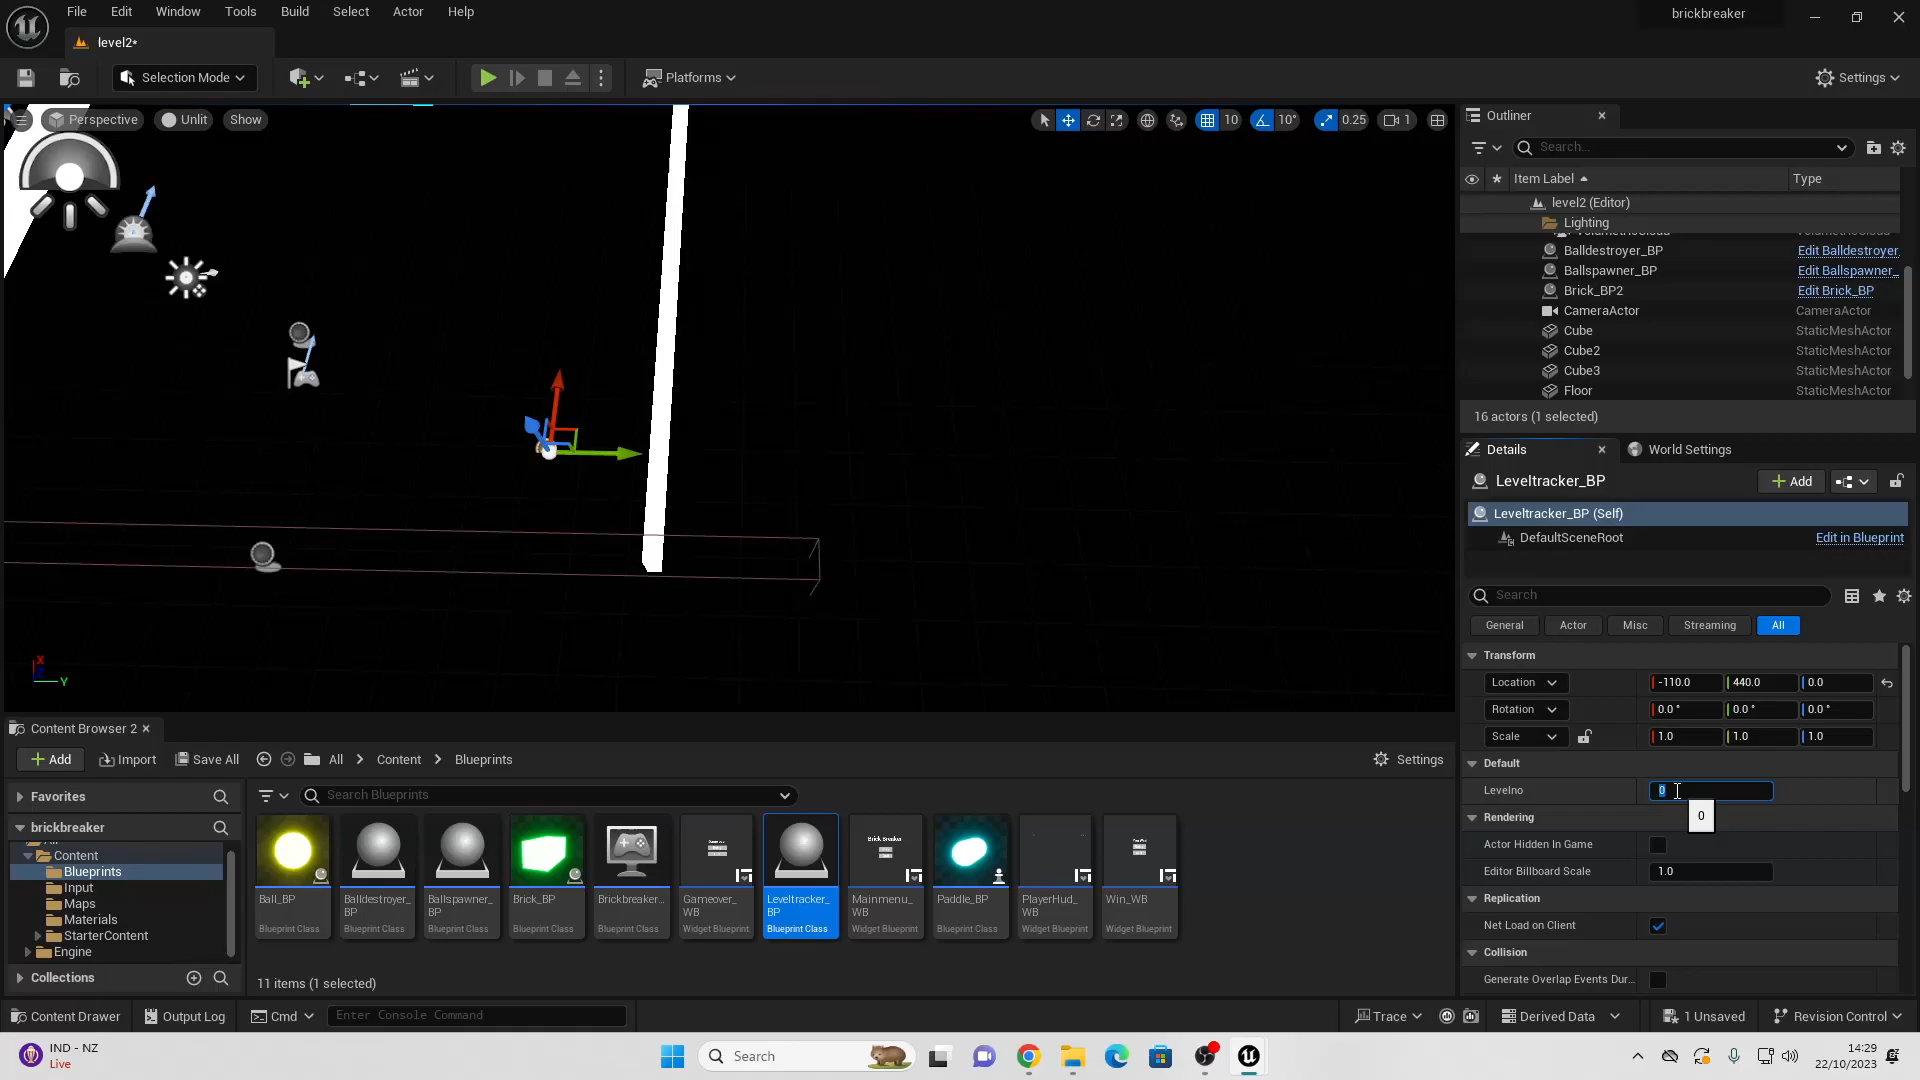 File Edit Window Tools Build Select Actor Help
brickbreaker
level2*
Selection Mode
Platforms
Settings
Perspective Unlit Show
10 10° 0.25 1
Outliner
Search...
Item Label Type
level2 (Editor)
Lighting
Balldestroyer_BP Edit Balldestroyer_
Ballspawner_BP Edit Ballspawner_
Brick_BP2 Edit Brick_BP
CameraActor CameraActor
Cube StaticMeshActor
Cube2 StaticMeshActor
Cube3 StaticMeshActor
Floor StaticMeshActor
16 actors (1 selected)
Details World Settings
Leveltracker_BP
Add
Leveltracker_BP (Self)
DefaultSceneRoot Edit in Blueprint
Search
General Actor Misc Streaming All
Transform
Location -110.0 440.0 0.0
Rotation 0.0 ° 0.0 ° 0.0 °
Scale 1.0 1.0 1.0
Default
Levelno 0
0
Rendering
Actor Hidden In Game
Editor Billboard Scale 1.0
Replication
Net Load on Client
Collision
Generate Overlap Events Dur...
X
Y
Content Browser 2
Add Import Save All All Content Blueprints Settings
Favorites
Search Blueprints
brickbreaker
All
Content
Blueprints
Input
Maps
Materials
StarterContent
Engine
Collections
Brick Breaker
Ball_BP
Blueprint Class
Balldestroyer_
BP
Blueprint Class
Ballspawner_
BP
Blueprint Class
Brick_BP
Blueprint Class
Brickbreaker...
Blueprint Class
Gameover_
WB
Widget Blueprint
Leveltracker_
BP
Blueprint Class
Mainmenu_
WB
Widget Blueprint
Paddle_BP
Blueprint Class
PlayerHud_
WB
Widget Blueprint
Win_WB
Widget Blueprint
11 items (1 selected)
Content Drawer Output Log Cmd Enter Console Command
Trace Derived Data 1 Unsaved Revision Control
IND - NZ
Live
Search
14:29
22/10/2023